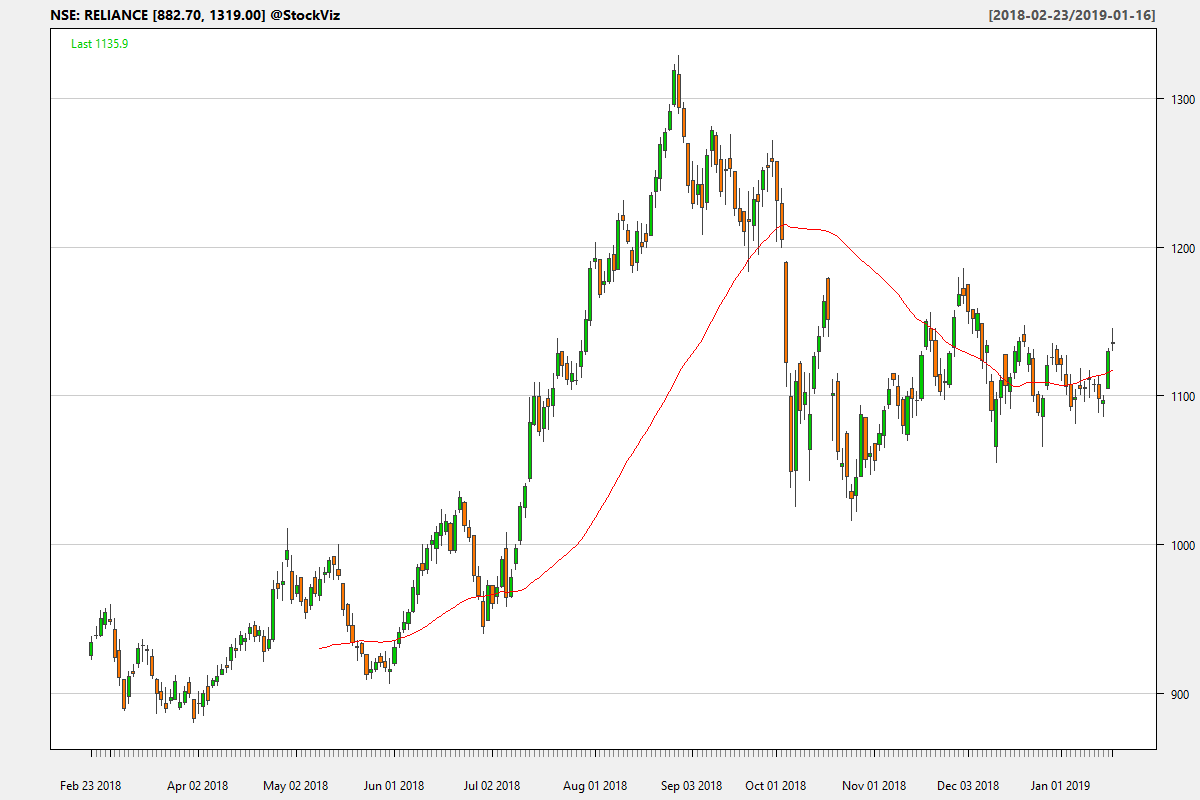 NSE: RELIANCE [882.70, 1319.00] @StockViz [2018-02-23/2019-01-16]
Last 1135.9
1300
1200
1100
1000
900
Feb 23 2018 Apr 02 2018 May 02 2018 Jun 01 2018 Jul 02 2018 Aug 01 2018 Sep 03 2018 Oct 01 2018 Nov 01 2018 Dec 03 2018 Jan 01 2019